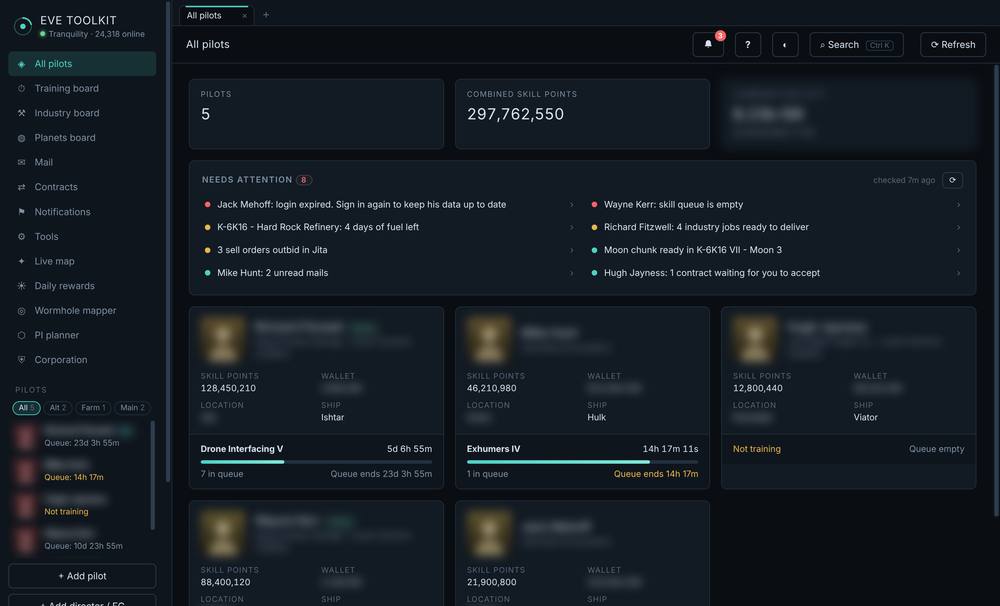 EVE TOOLKIT
Tranquility · 24,318 online
All pilots
Training board
Industry board
Planets board
Mail
Contracts
Notifications
Tools
Live map
Daily rewards
Wormhole mapper
PI planner
Corporation
PILOTS
All 5 Alt 2 Farm 1 Main 2
Queue: 23d 3h 55m
Queue: 14h 17m
Not training
Queue: 10d 23h 55m
+ Add pilot
+ Add director / FC
All pilots × +
All pilots
3
?
Search Ctrl K
Refresh
PILOTS
5
COMBINED SKILL POINTS
297,762,550
NEEDS ATTENTION 8
checked 7m ago
Jack Mehoff: login expired. Sign in again to keep his data up to date
Wayne Kerr: skill queue is empty
K-6K16 - Hard Rock Refinery: 4 days of fuel left
Richard Fitzwell: 4 industry jobs ready to deliver
3 sell orders outbid in Jita
Moon chunk ready in K-6K16 VII - Moon 3
Mike Hunt: 2 unread mails
Hugh Jayness: 1 contract waiting for you to accept
SKILL POINTS WALLET
128,450,210
LOCATION SHIP
Ishtar
Drone Interfacing V 5d 6h 55m
7 in queue Queue ends 23d 3h 55m
SKILL POINTS WALLET
46,210,980
LOCATION SHIP
Hulk
Exhumers IV 14h 17m 11s
1 in queue Queue ends 14h 17m
SKILL POINTS WALLET
12,800,440
LOCATION SHIP
Viator
Not training Queue empty
SKILL POINTS WALLET
88,400,120
LOCATION SHIP
SKILL POINTS WALLET
21,900,800
LOCATION SHIP